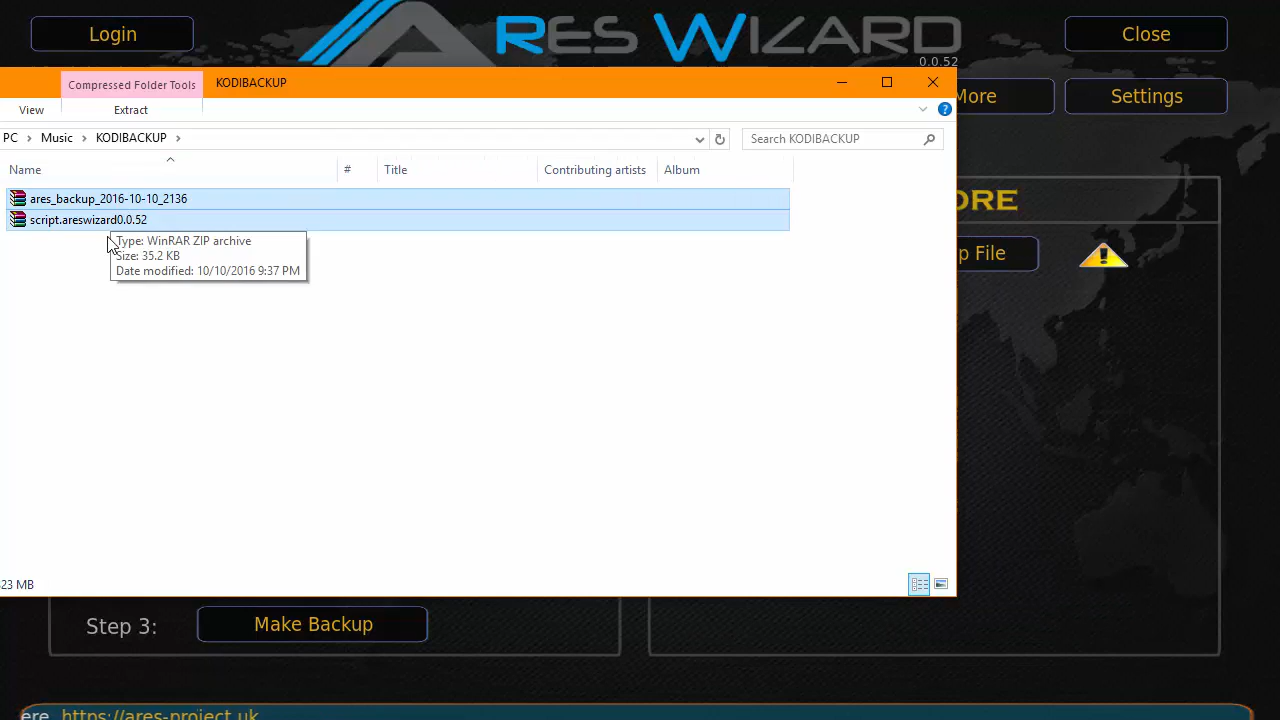 Login
ARES WIZARD
Close
0.0.52
Compressed Folder Tools
KODIBACKUP
More
Settings
View
Extract
PC > Music > KODIBACKUP >
Search KODIBACKUP
Name
#
Title
Contributing artists
Album
ares_backup_2016-10-10_2136
script.areswizard0.0.52
ORE
Type: WinRAR ZIP archive
Size: 35.2 KB
Date modified: 10/10/2016 9:37 PM
p File
23 MB
Step 3:
Make Backup
ere. https://ares-project.uk